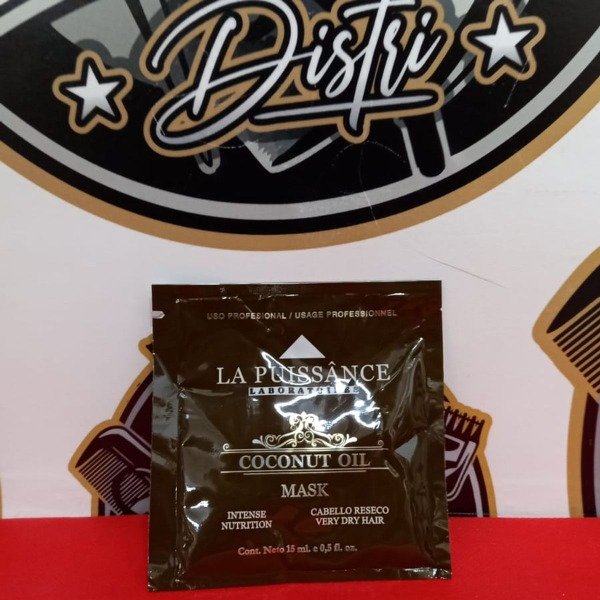 Distri
USO PROFESIONAL / USAGE PROFESSIONNEL
LA PUISSÂNCE
LABORATOIRES
COCONUT OIL
MASK
INTENSE
NUTRITION
CABELLO RESECO
VERY DRY HAIR
Cont. Neto 15 ml. e 0,5 fl. oz.